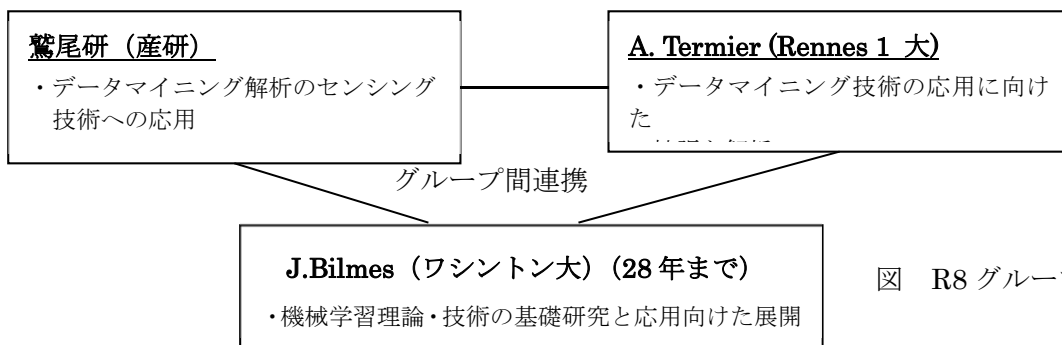 鷲尾研（産研）
・データマイニング解析のセンシング
技術への応用
A. Termier (Rennes 1 大)
・データマイニング技術の応用に向け
た
グループ間連携
J.Bilmes（ワシントン大）（28 年まで）
・機械学習理論・技術の基礎研究と応用向けた展開
図 R8 グループ